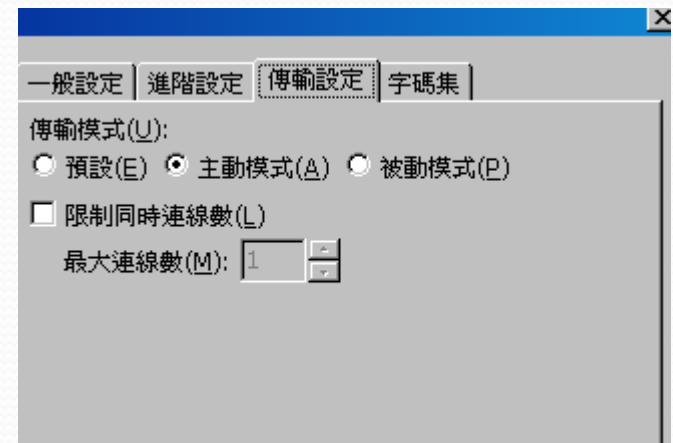 一般設定 進階設定 傳輸設定 字碼集
傳輸模式(U):
預設(E) 主動模式(A) 被動模式(P)
限制同時連線數(L)
最大連線數(M): 1